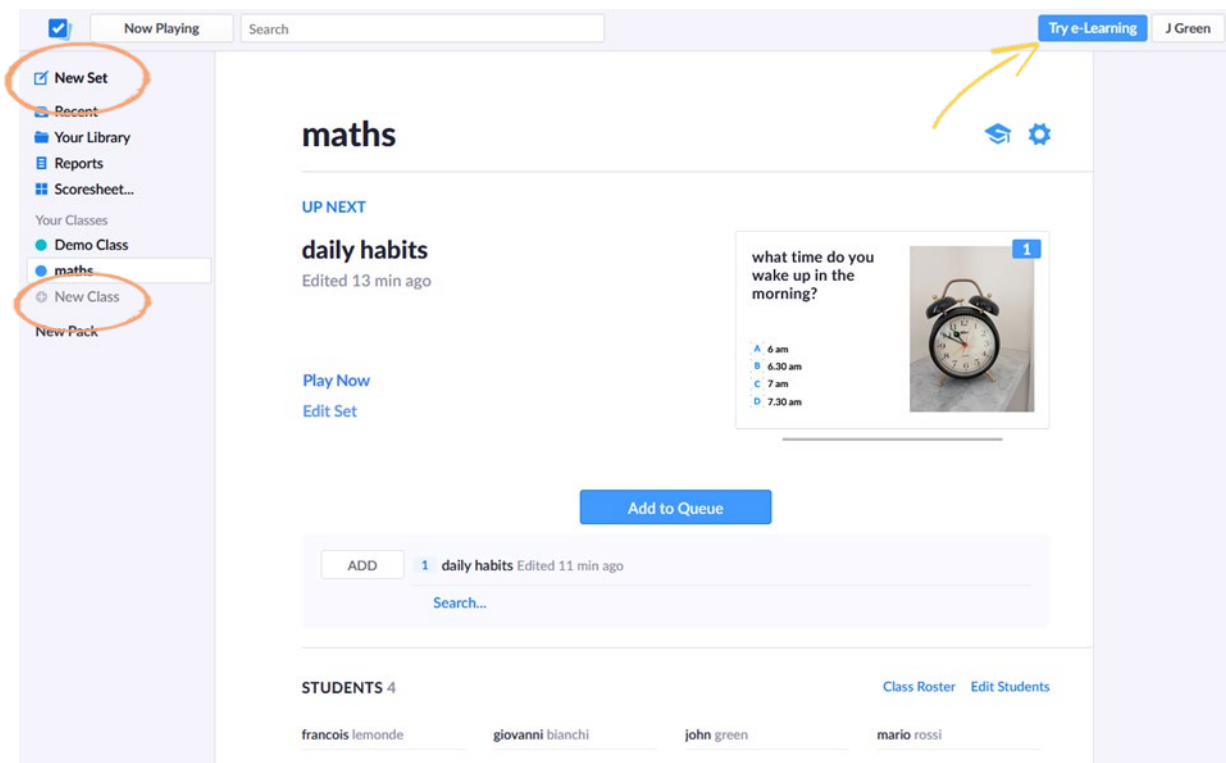 Now Playing
Search
Try e-Learning
J Green
New Set
Recent
Your Library
Reports
Scoresheet...
Your Classes
Demo Class
maths
New Class
New Pack
maths
UP NEXT
daily habits
Edited 13 min ago
Play Now
Edit Set
1
what time do you
wake up in the
morning?
A 6 am
B 6.30 am
C 7 am
D 7.30 am
Add to Queue
ADD 1 daily habits Edited 11 min ago
Search...
STUDENTS 4
Class Roster Edit Students
francois lemonde giovanni bianchi john green mario rossi